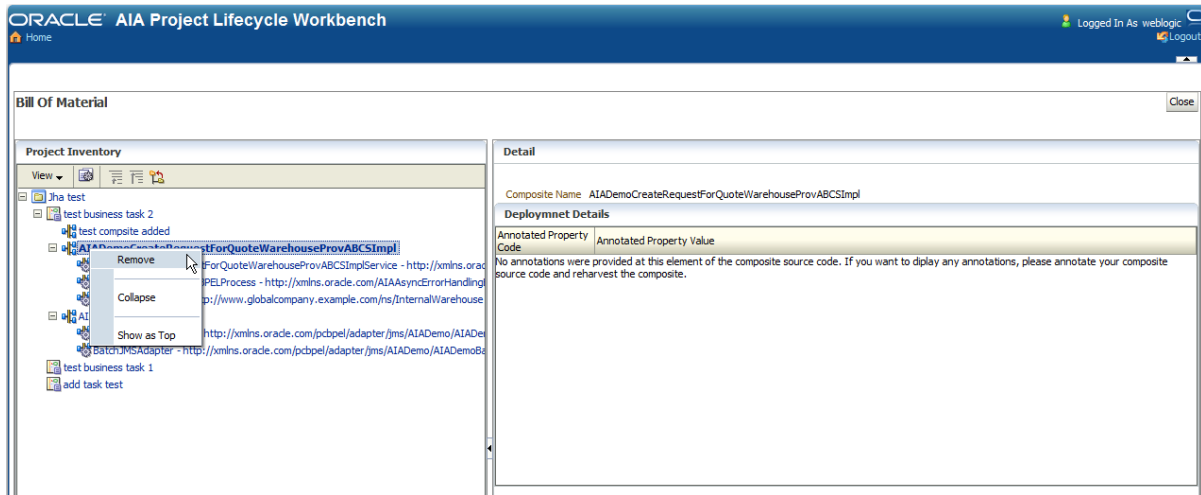 ORACLE AIA Project Lifecycle Workbench
Logged In As weblogic
Home
Logout
Bill Of Material
Close
Project Inventory
View
Jha test
test business task 2
test compsite added
AIADemoCreateRequestForQuoteWarehouseProvABCSImpl
Remove
tForQuoteWarehouseProvABCSImplService - http://xmlns.orac
PELProcess - http://xmlns.oracle.com/AIAAsyncErrorHandling
Collapse
p://www.globalcompany.example.com/ns/InternalWarehouse
AI
Show as Top
http://xmlns.oracle.com/pcbpel/adapter/jms/AIADemo/AIADe
BatchJMSAdapter - http://xmlns.oracle.com/pcbpel/adapter/jms/AIADemo/AIADemoBa
test business task 1
add task test
Detail
Composite Name AIADemoCreateRequestForQuoteWarehouseProvABCSImpl
Deploymnet Details
Annotated Property Code
Annotated Property Value
No annotations were provided at this element of the composite source code. If you want to diplay any annotations, please annotate your composite
source code and reharvest the composite.